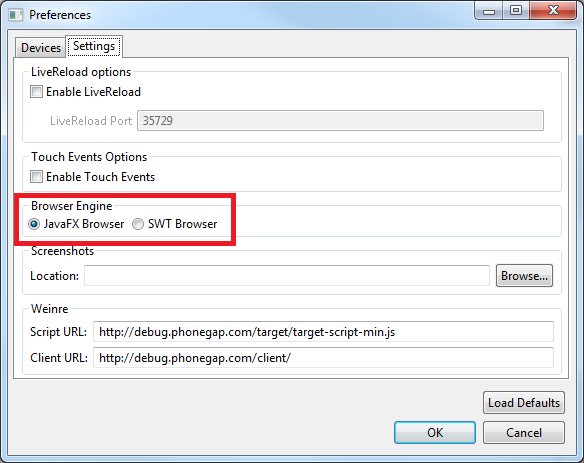 Preferences
Devices Settings
LiveReload options
Enable LiveReload
LiveReload Port 35729
Touch Events Options
Enable Touch Events
Browser Engine
JavaFX Browser SWT Browser
Screenshots
Location: Browse...
Weinre
Script URL: http://debug.phonegap.com/target/target-script-min.js
Client URL: http://debug.phonegap.com/client/
Load Defaults
OK Cancel